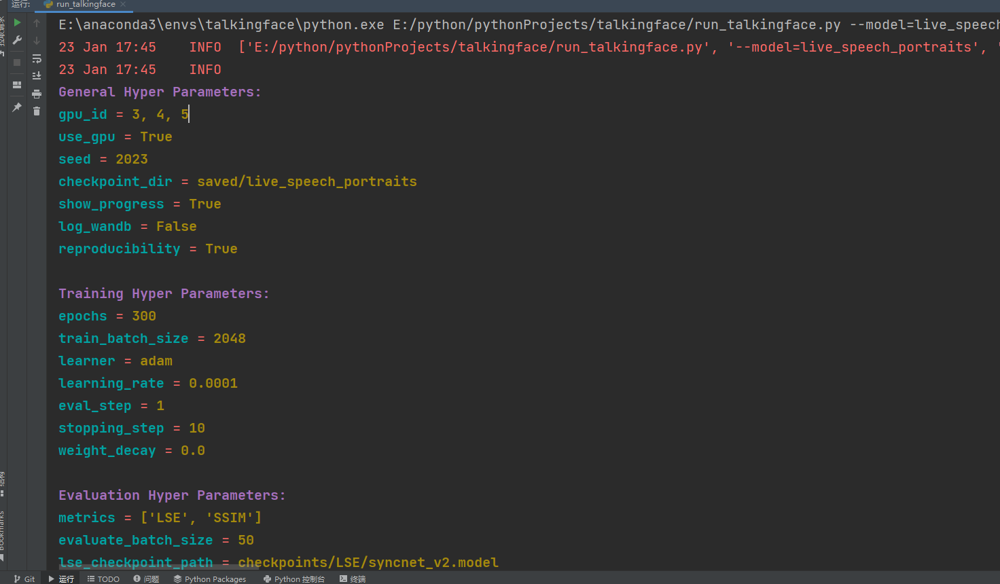 运行: run_talkingface
E:\anaconda3\envs\talkingface\python.exe E:/python/pythonProjects/talkingface/run_talkingface.py --model=live_speech
23 Jan 17:45 INFO ['E:/python/pythonProjects/talkingface/run_talkingface.py', '--model=live_speech_portraits', '
23 Jan 17:45 INFO
General Hyper Parameters:
gpu_id = 3, 4, 5
use_gpu = True
seed = 2023
checkpoint_dir = saved/live_speech_portraits
show_progress = True
log_wandb = False
reproducibility = True
Training Hyper Parameters:
epochs = 300
train_batch_size = 2048
learner = adam
learning_rate = 0.0001
eval_step = 1
stopping_step = 10
weight_decay = 0.0
Evaluation Hyper Parameters:
metrics = ['LSE', 'SSIM']
evaluate_batch_size = 50
lse_checkpoint_path = checkpoints/LSE/syncnet_v2.model
结构
Bookmarks
Git 运行 TODO 问题 Python Packages Python 控制台 终端